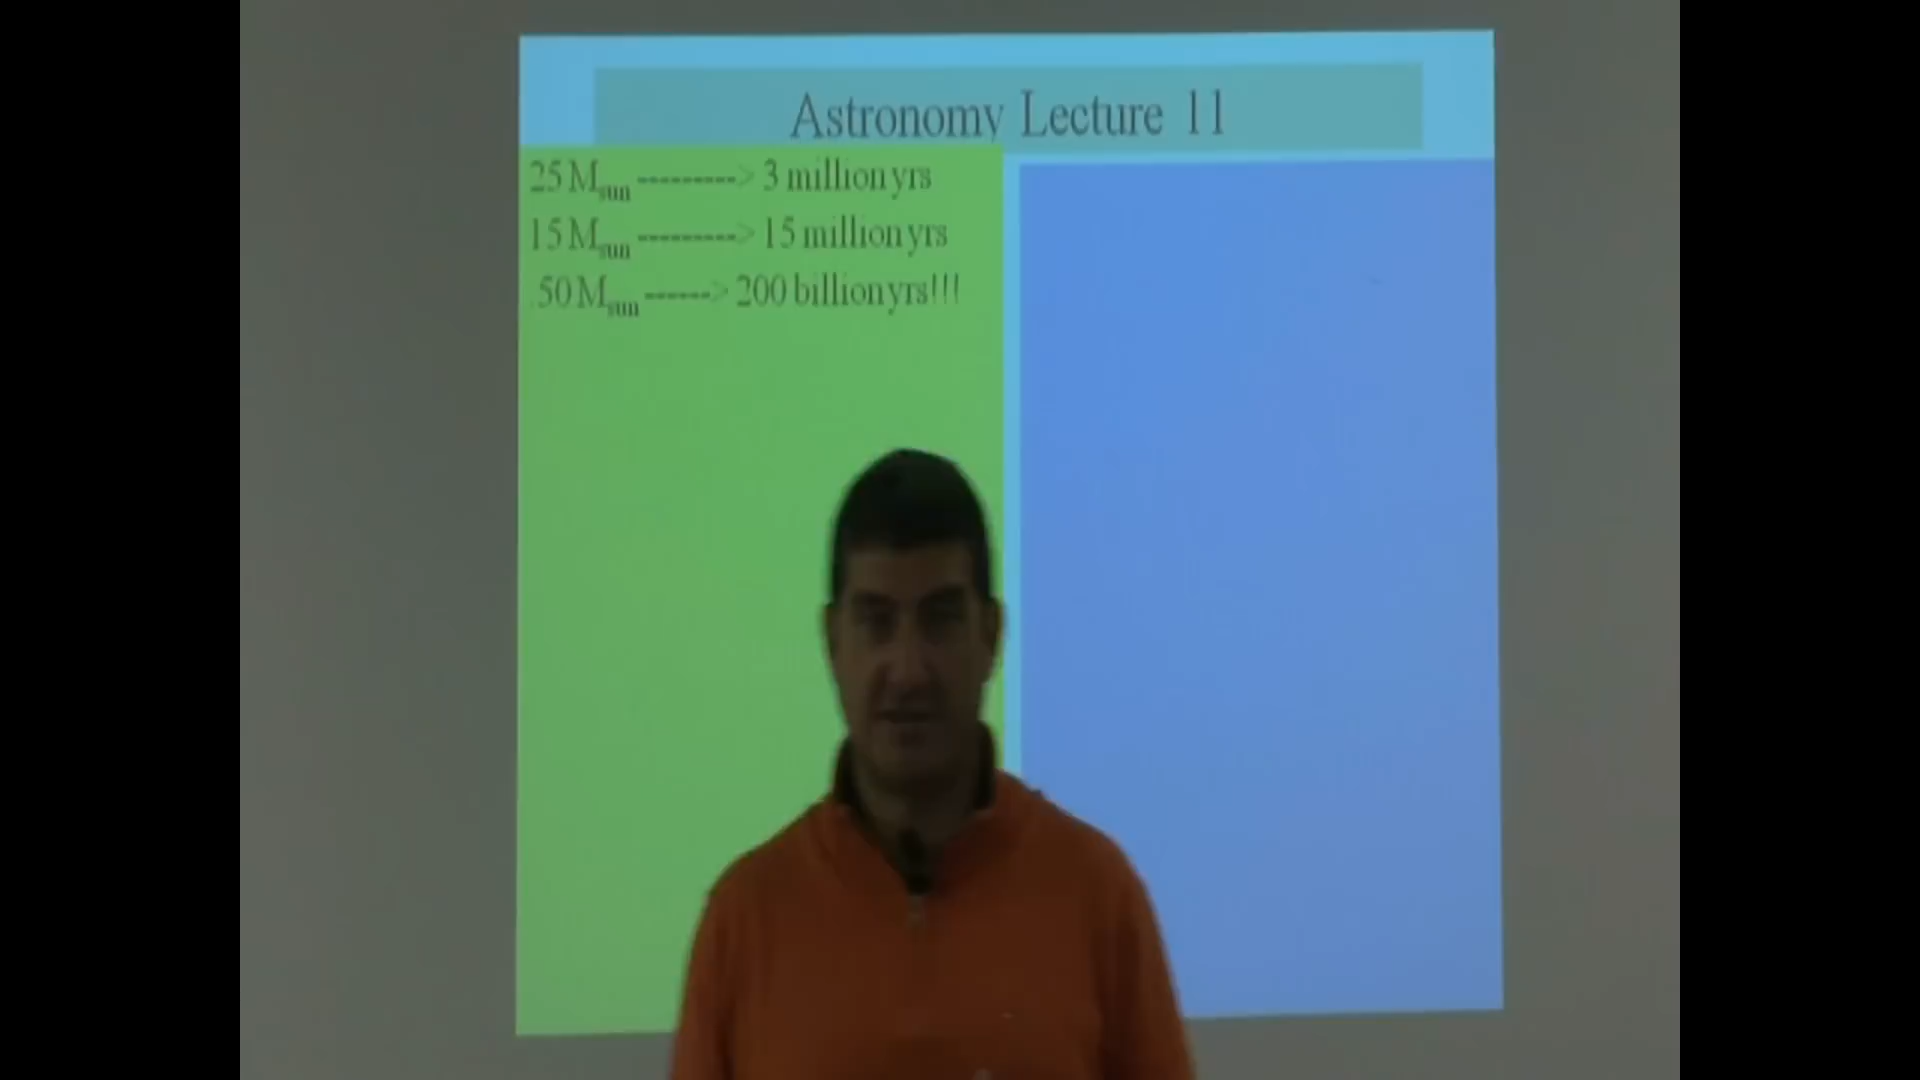 Astronomy Lecture 11
25 Msun ---------> 3 million yrs
15 Msun ---------> 15 million yrs
.50 Msun ------> 200 billion yrs!!!